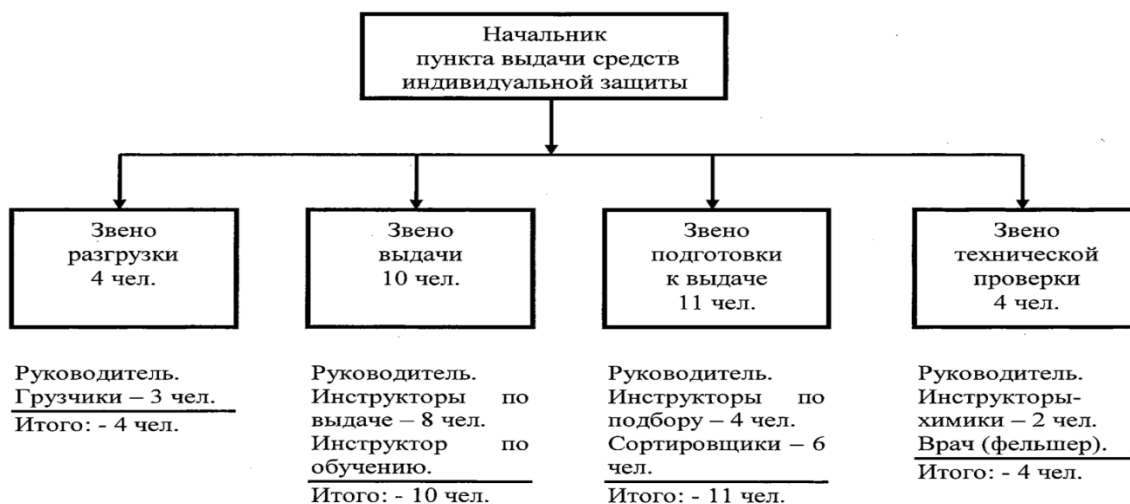 Начальник
пункта выдачи средств
индивидуальной защиты
Звено
разгрузки
4 чел.
Звено
выдачи
10 чел.
Звено
подготовки
к выдаче
11 чел.
Звено
технической
проверки
4 чел.
Руководитель.
Грузчики – 3 чел.
Итого: - 4 чел.
Руководитель.
Инструкторы по
выдаче – 8 чел.
Инструктор по
обучению.
Итого: - 10 чел.
Руководитель.
Инструкторы по
подбору – 4 чел.
Сортировщики – 6
чел.
Итого: - 11 чел.
Руководитель.
Инструкторы-
химики – 2 чел.
Врач (фельшер).
Итого: - 4 чел.